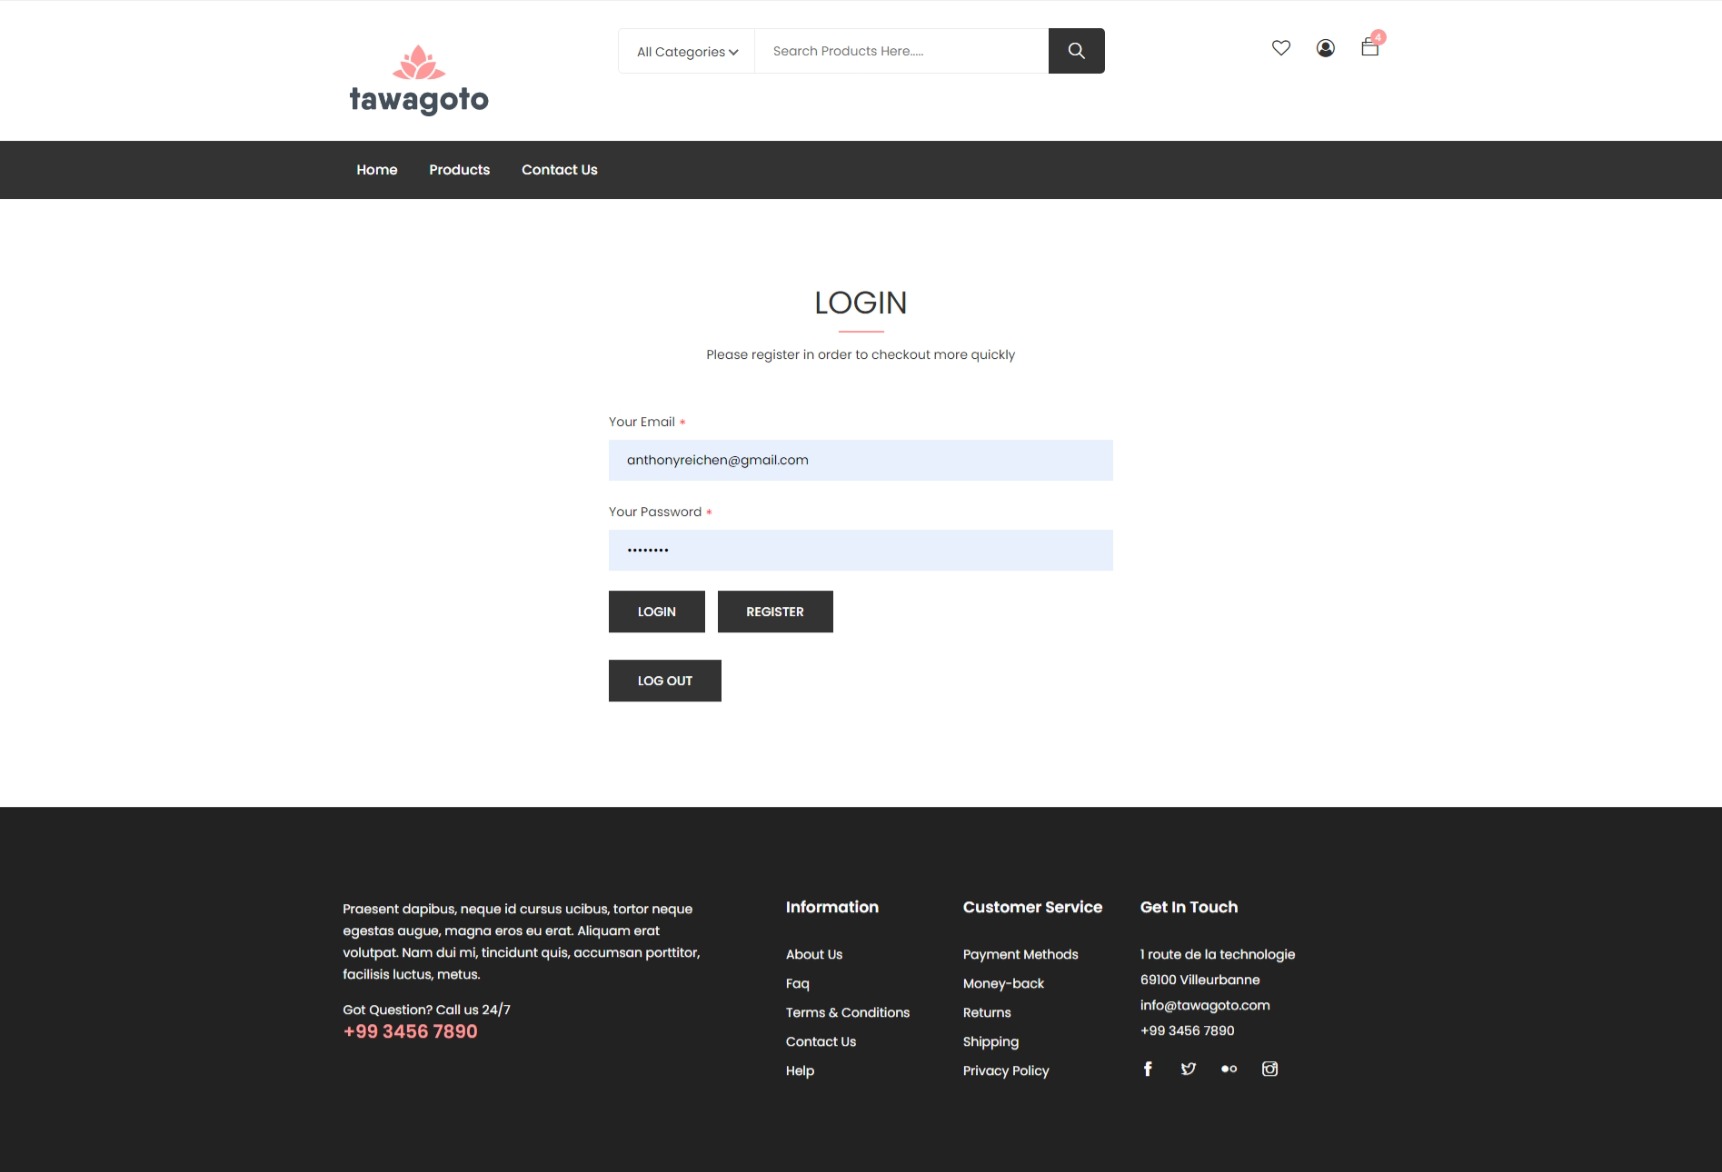 tawagoto
All Categories
Search Products Here.....
4
Home Products Contact Us
LOGIN
Please register in order to checkout more quickly
Your Email *
anthonyreichen@gmail.com
Your Password *
••••••••
LOGIN REGISTER
LOG OUT
Praesent dapibus, neque id cursus ucibus, tortor neque
egestas augue, magna eros eu erat. Aliquam erat
volutpat. Nam dui mi, tincidunt quis, accumsan porttitor,
facilisis luctus, metus.
Got Question? Call us 24/7
+99 3456 7890
Information
About Us
Faq
Terms & Conditions
Contact Us
Help
Customer Service
Payment Methods
Money-back
Returns
Shipping
Privacy Policy
Get In Touch
1 route de la technologie
69100 Villeurbanne
info@tawagoto.com
+99 3456 7890